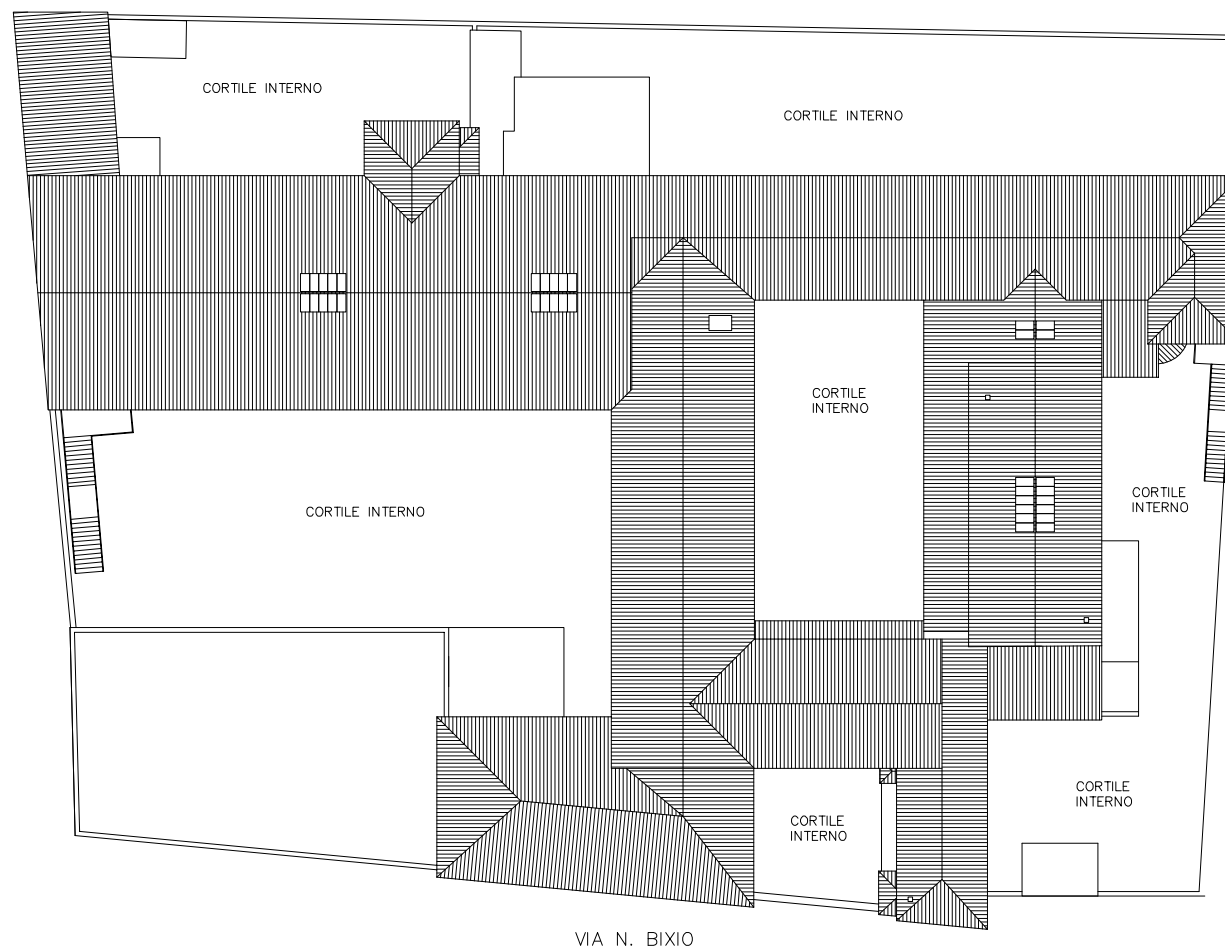 CORTILE INTERNO
CORTILE INTERNO
CORTILE
INTERNO
CORTILE
INTERNO
CORTILE INTERNO
CORTILE
INTERNO
CORTILE
INTERNO
VIA N. BIXIO